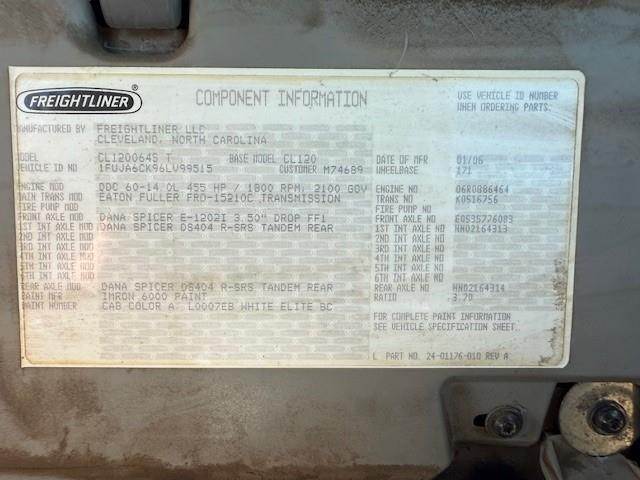 FREIGHTLINER
COMPONENT INFORMATION
USE VEHICLE ID NUMBER
WHEN ORDERING PARTS.
MANUFACTURED BY FREIGHTLINER LLC
CLEVELAND, NORTH CAROLINA
MODEL CL120064S T BASE MODEL CL120 DATE OF MFR 01/06
VEHICLE ID NO 1FUJA6CK96LV99515 CUSTOMER M74689 WHEELBASE 171
ENGINE MOD DDC 60-14 OL 455 HP / 1800 RPM, 2100 GOV ENGINE NO 06R0886464
MAIN TRANS MOD EATON FULLER FRO-15210C TRANSMISSION TRANS NO K0516756
FIRE PUMP MOD FIRE PUMP NO
FRONT AXLE MOD DANA SPICER E-1202I 3.50" DROP FF1 FRONT AXLE NO EOS35776083
1ST INT AXLE MOD DANA SPICER DS404 R-SRS TANDEM REAR 1ST INT AXLE NO HN02164313
2ND INT AXLE MOD 2ND INT AXLE NO
3RD INT AXLE MOD 3RD INT AXLE NO
4TH INT AXLE MOD 4TH INT AXLE NO
5TH INT AXLE MOD 5TH INT AXLE NO
6TH INT AXLE MOD 6TH INT AXLE NO
REAR AXLE MOD DANA SPICER DS404 R-SRS TANDEM REAR REAR AXLE NO HN02164314
PAINT MFR IMRON 6000 PAINT RATIO 3.70
PAINT NUMBER CAB COLOR A: L0007EB WHITE ELITE BC
FOR COMPLETE PAINT INFORMATION
SEE VEHICLE SPECIFICATION SHEET.
L PART NO. 24-01176-010 REV A